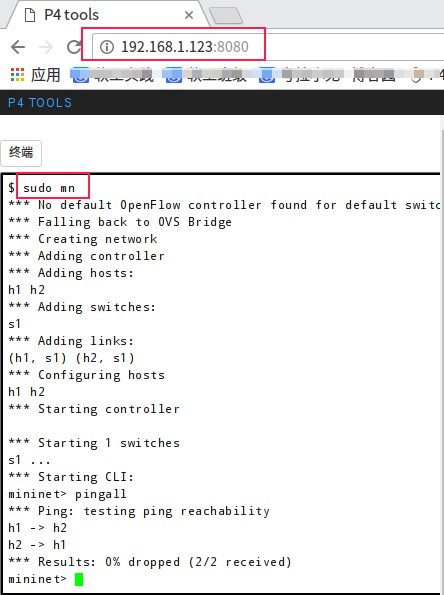 P4 tools
192.168.1.123:8080
应用
P4 TOOLS
终端
$ sudo mn
*** No default OpenFlow controller found for default switc
*** Falling back to OVS Bridge
*** Creating network
*** Adding controller
*** Adding hosts:
h1 h2
*** Adding switches:
s1
*** Adding links:
(h1, s1) (h2, s1)
*** Configuring hosts
h1 h2
*** Starting controller
*** Starting 1 switches
s1 ...
*** Starting CLI:
mininet> pingall
*** Ping: testing ping reachability
h1 -> h2
h2 -> h1
*** Results: 0% dropped (2/2 received)
mininet>